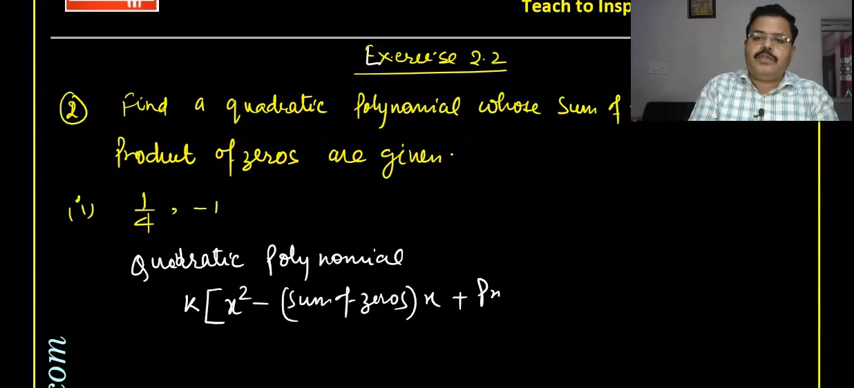 Teach to Insp
Exercise 2.2
② Find a quadratic Polynomial whose Sum of
Product of zeros are given.
(i) 1/4 , -1
Quadratic Polynomial
K[x² - (Sum of zeros)x + Pr
.com